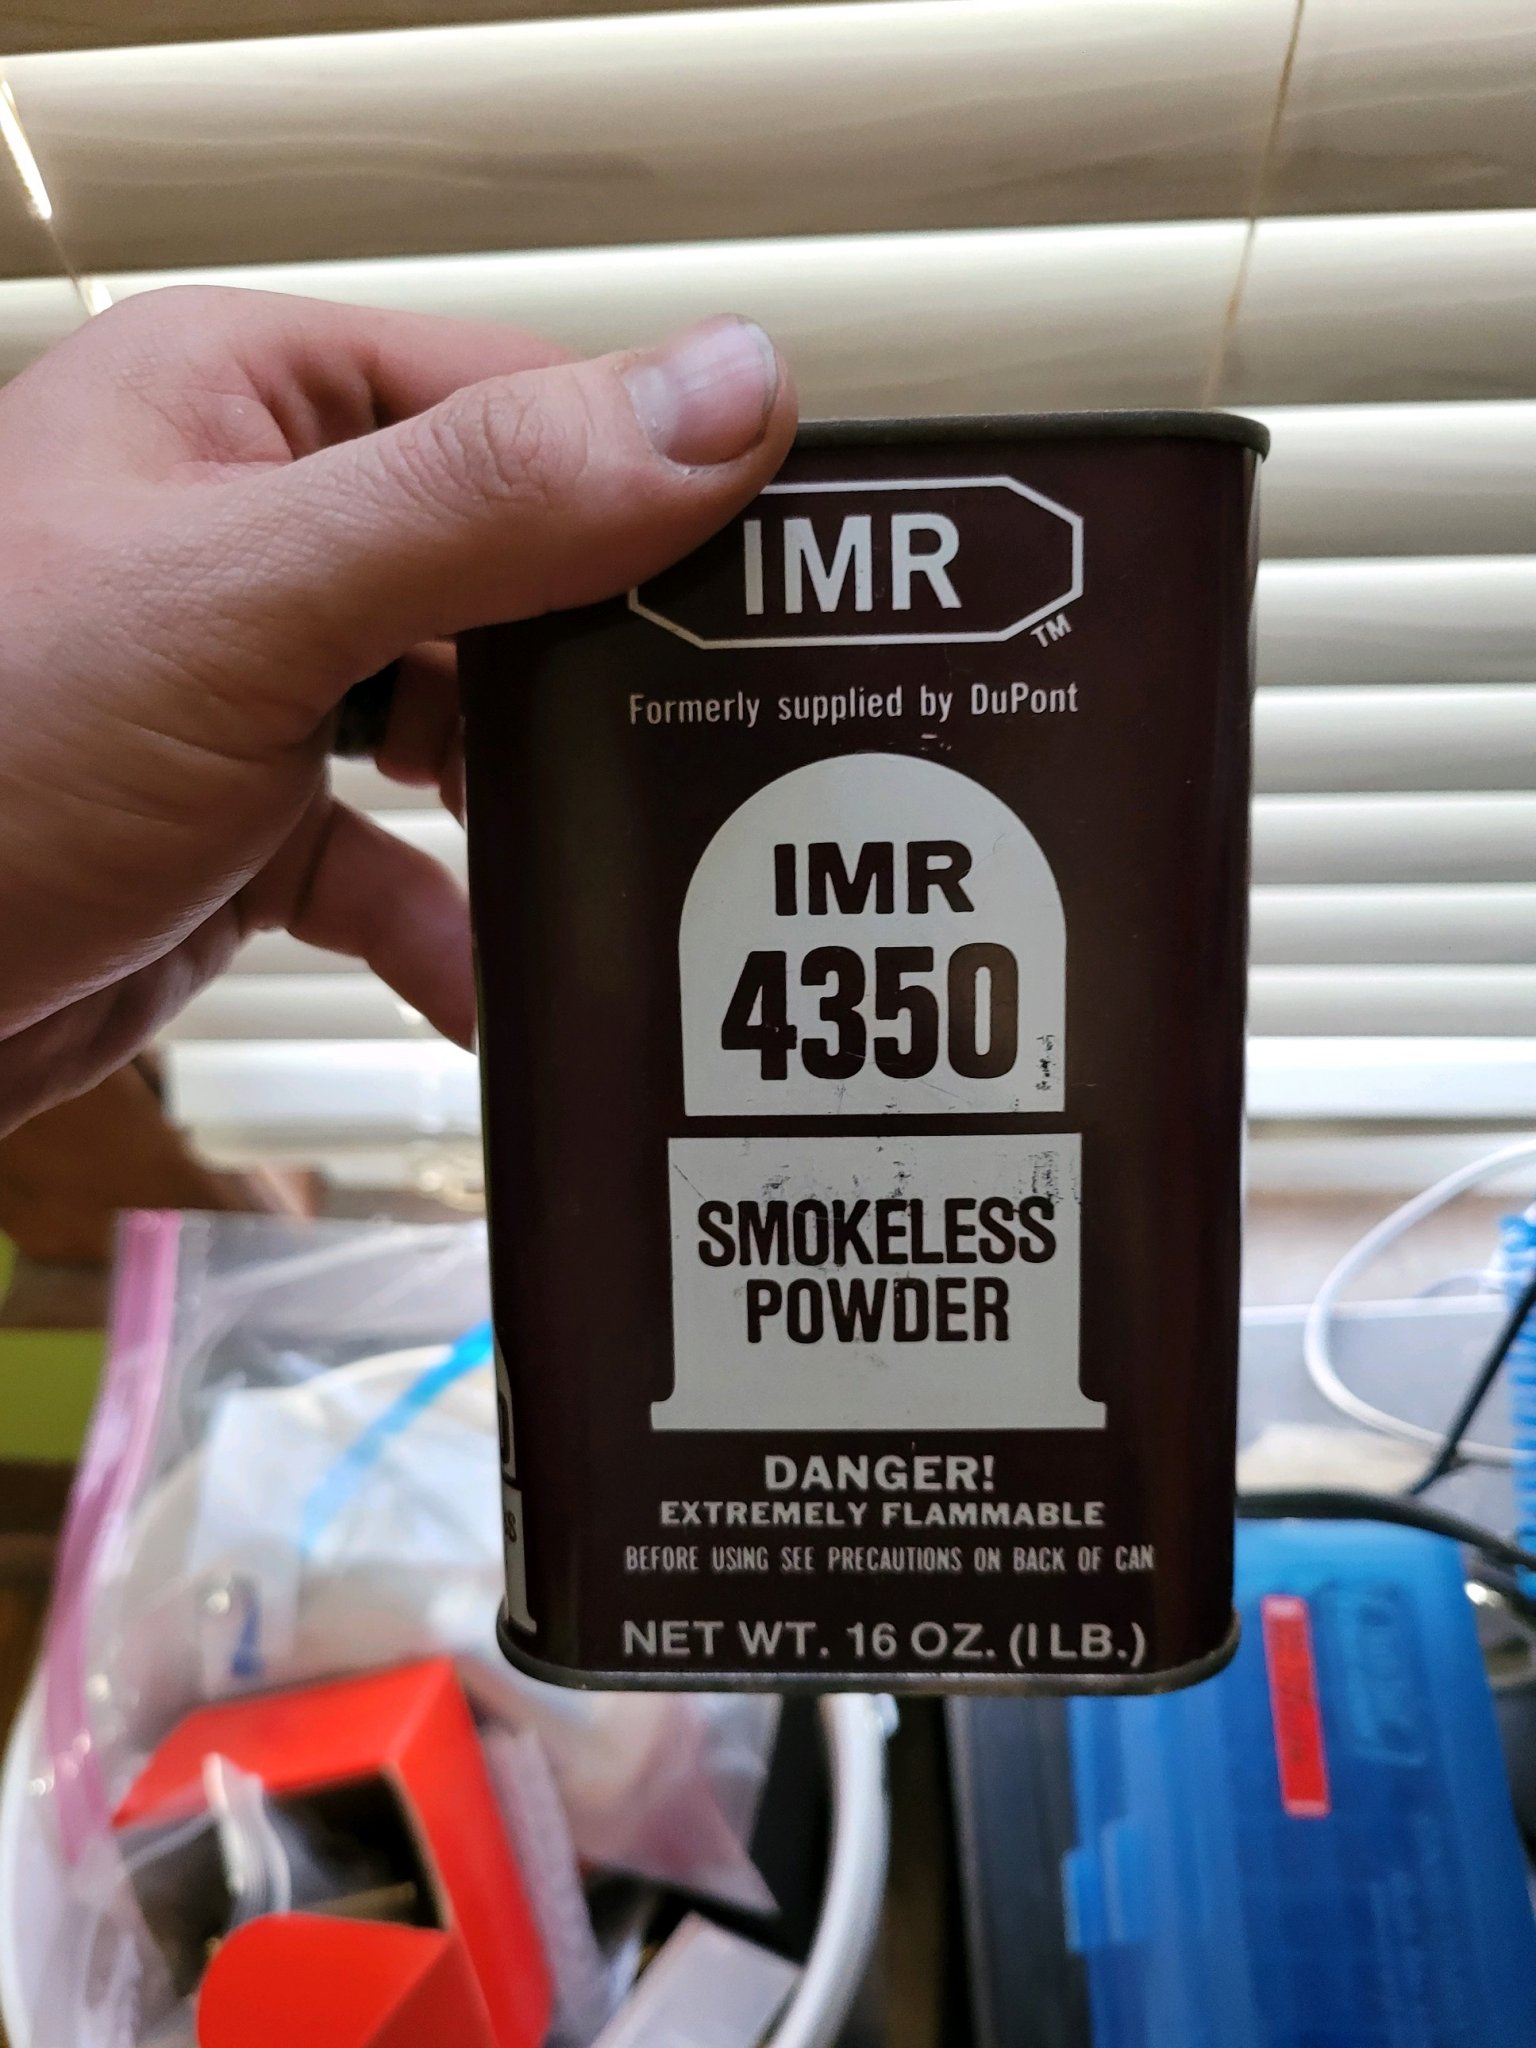 IMR
TM
Formerly supplied by DuPont
IMR
4350
SMOKELESS
POWDER
DANGER!
EXTREMELY FLAMMABLE
BEFORE USING SEE PRECAUTIONS ON BACK OF CAN
NET WT. 16 OZ. (1 LB.)